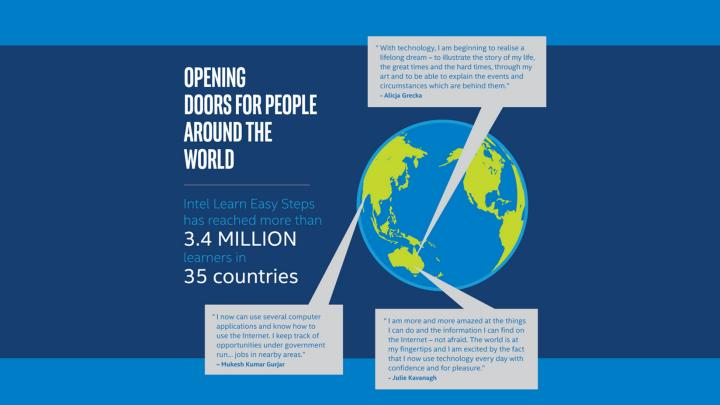 OPENING
DOORS FOR PEOPLE
AROUND THE
WORLD
Intel Learn Easy Steps
has reached more than
3.4 MILLION
learners in
35 countries
"With technology, I am beginning to realise a
lifelong dream – to illustrate the story of my life,
the great times and the hard times, through my
art and to be able to explain the events and
circumstances which are behind them."
- Alicja Grecka
"I now can use several computer
applications and know how to
use the Internet. I keep track of
opportunities under government
run... jobs in nearby areas."
– Mukesh Kumar Gurjar
"I am more and more amazed at the things
I can do and the information I can find on
the Internet – not afraid. The world is at
my fingertips and I am excited by the fact
that I now use technology every day with
confidence and for pleasure."
- Julie Kavanagh